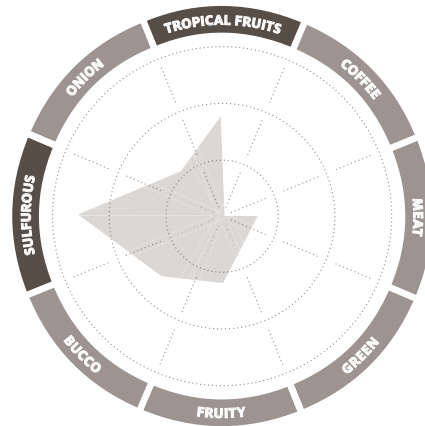 TROPICAL FRUITS
COFFEE
MEAT
GREEN
FRUITY
BUCCO
SULFUROUS
ONION